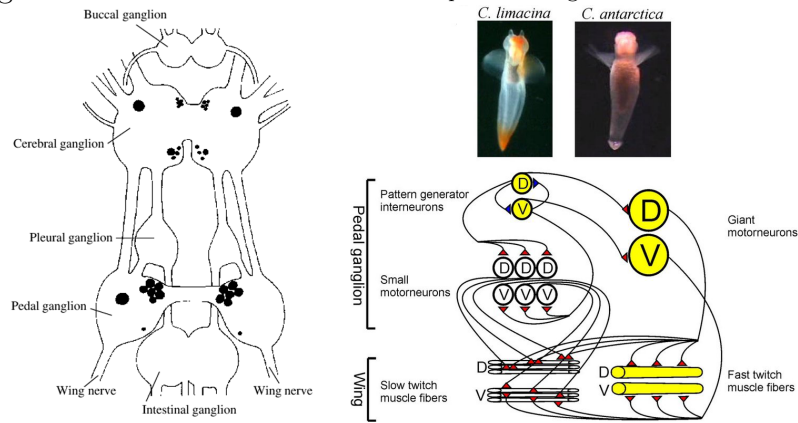 Buccal ganglion
Cerebral ganglion
Pleural ganglion
Pedal ganglion
Wing nerve
Wing nerve
Intestinal ganglion
C. limacina
C. antarctica
Pedal ganglion
Pattern generator
interneurons
Small
motorneurons
D
V
D D D
V V V
D
V
Giant
motorneurons
Wing
Slow twitch
muscle fibers
D
V
D
V
Fast twitch
muscle fibers